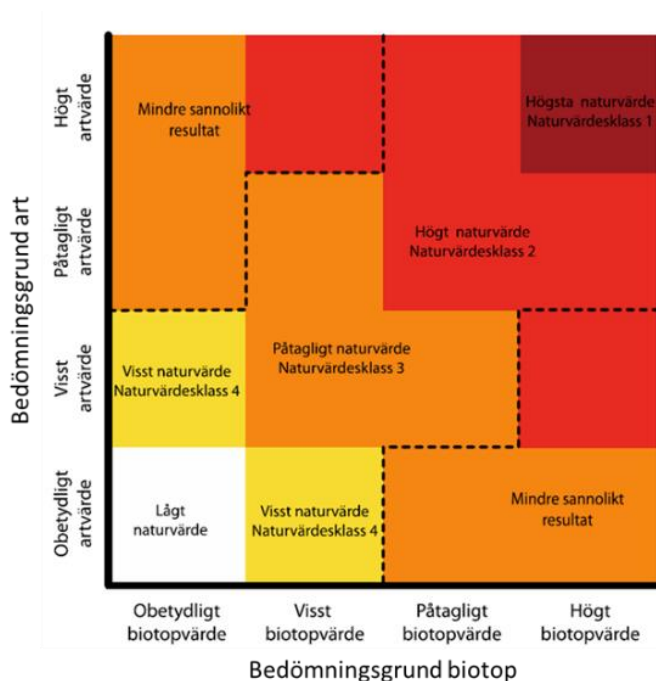 Bedömningsgrund art
Högt
artvärde
Påtagligt
artvärde
Visst
artvärde
Obetydligt
artvärde
Mindre sannolikt
resultat
Högsta naturvärde
Naturvärdesklass 1
Högt naturvärde
Naturvärdesklass 2
Påtagligt naturvärde
Naturvärdesklass 3
Visst naturvärde
Naturvärdesklass 4
Lågt
naturvärde
Visst naturvärde
Naturvärdesklass 4
Mindre sannolikt
resultat
Obetydligt
biotopvärde
Visst
biotopvärde
Påtagligt
biotopvärde
Högt
biotopvärde
Bedömningsgrund biotop